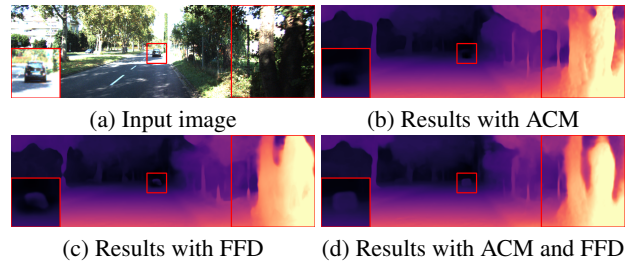 (a) Input image
(b) Results with ACM
(c) Results with FFD
(d) Results with ACM and FFD